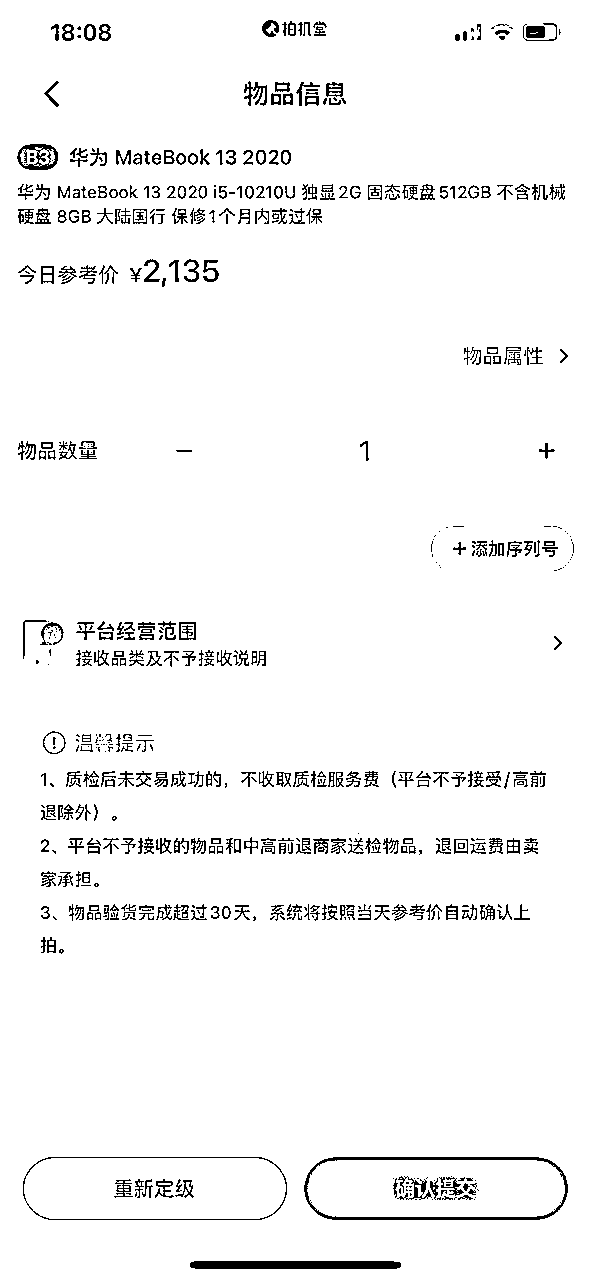 18:08
拍机堂
物品信息
B3 华为 MateBook 13 2020
华为 MateBook 13 2020 i5-10210U 独显2G 固态硬盘512GB 不含机械
硬盘 8GB 大陆国行 保修1个月内或过保
今日参考价 ¥2,135
物品属性
物品数量 − 1 +
+添加序列号
平台经营范围
接收品类及不予接收说明
温馨提示
1、质检后未交易成功的，不收取质检服务费（平台不予接受/高前
退除外）。
2、平台不予接收的物品和中高前退商家送检物品，退回运费由卖
家承担。
3、物品验货完成超过30天，系统将按照当天参考价自动确认上
拍。
重新定级
确认提交